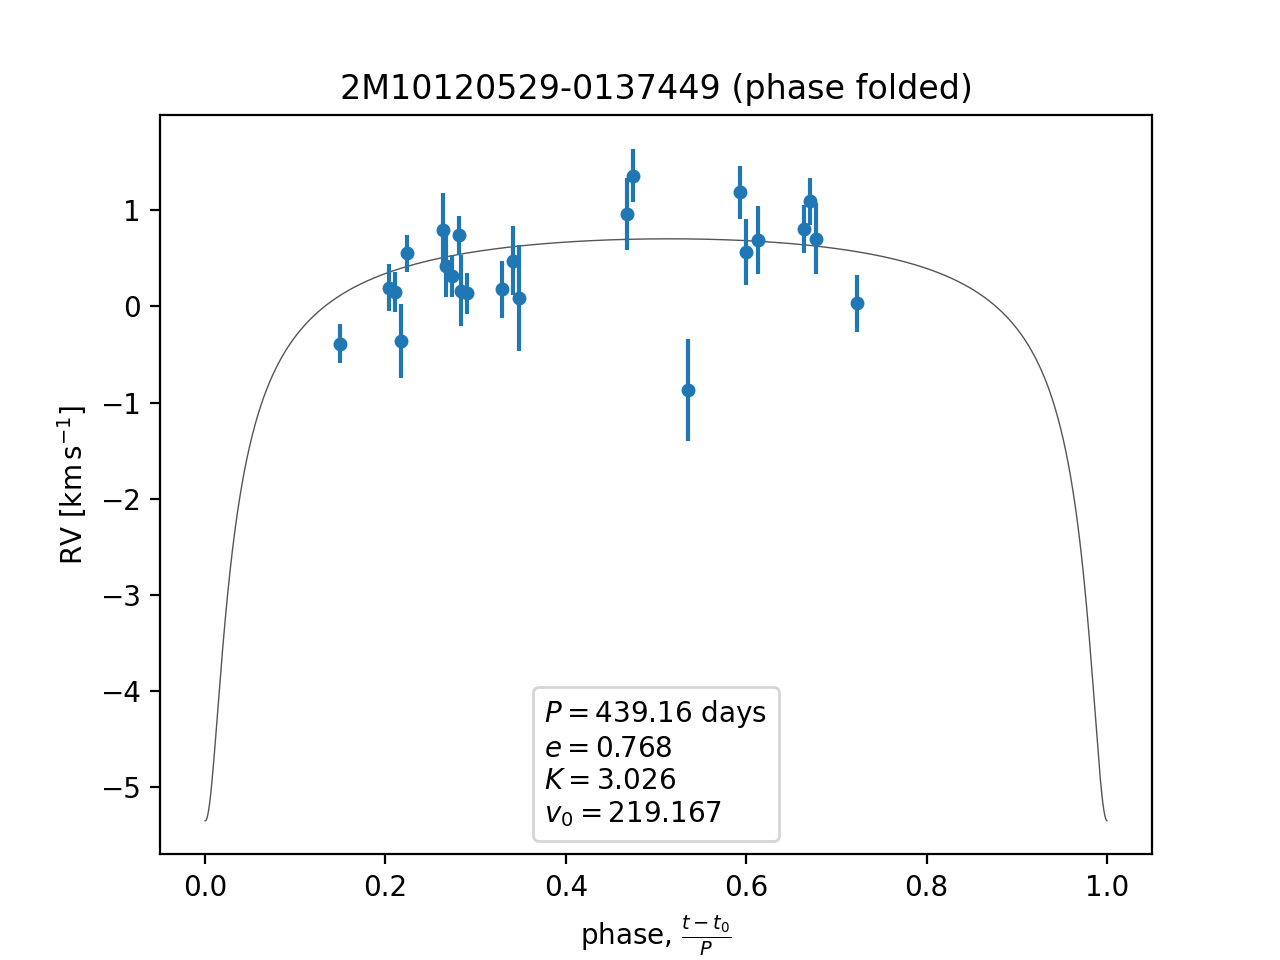 2M10120529-0137449 (phase folded)
RV [km s⁻¹]
1
0
−1
−2
−3
−4
−5
P = 439.16 days
e = 0.768
K = 3.026
v₀ = 219.167
0.0 0.2 0.4 0.6 0.8 1.0
phase, (t − t₀)/P